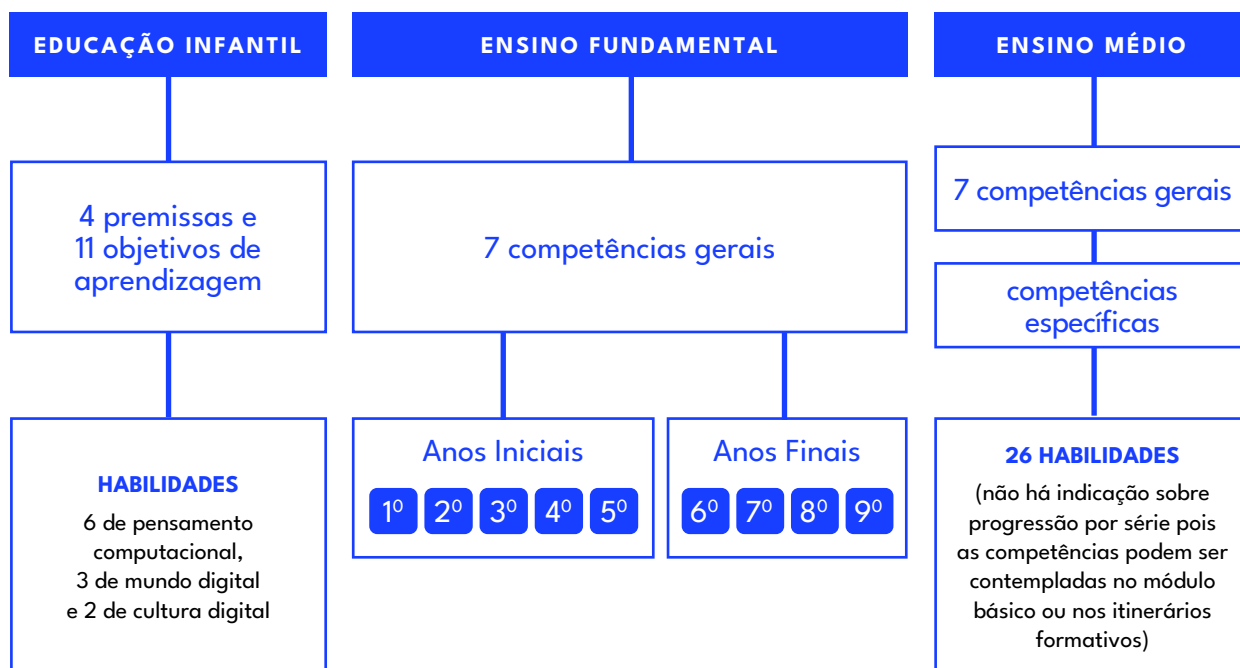 EDUCAÇÃO INFANTIL
4 premissas e
11 objetivos de
aprendizagem
HABILIDADES
6 de pensamento
computacional,
3 de mundo digital
e 2 de cultura digital
ENSINO FUNDAMENTAL
7 competências gerais
Anos Iniciais
1º 2º 3º 4º 5º
Anos Finais
6º 7º 8º 9º
ENSINO MÉDIO
7 competências gerais
competências
específicas
26 HABILIDADES
(não há indicação sobre
progressão por série pois
as competências podem ser
contempladas no módulo
básico ou nos itinerários
formativos)